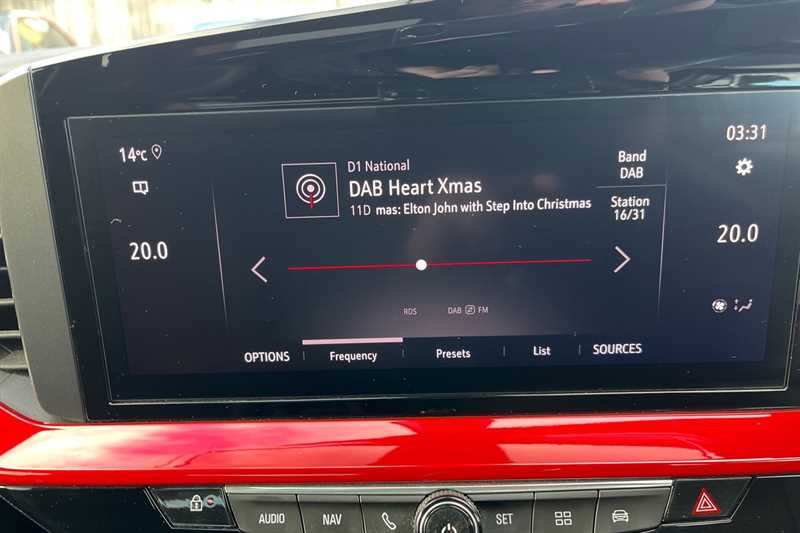 14°C
20.0
D1 National
DAB Heart Xmas
11D mas: Elton John with Step Into Christmas
Band
DAB
Station
16/31
03:31
20.0
RDS DAB FM
OPTIONS Frequency Presets List SOURCES
AUDIO NAV SET